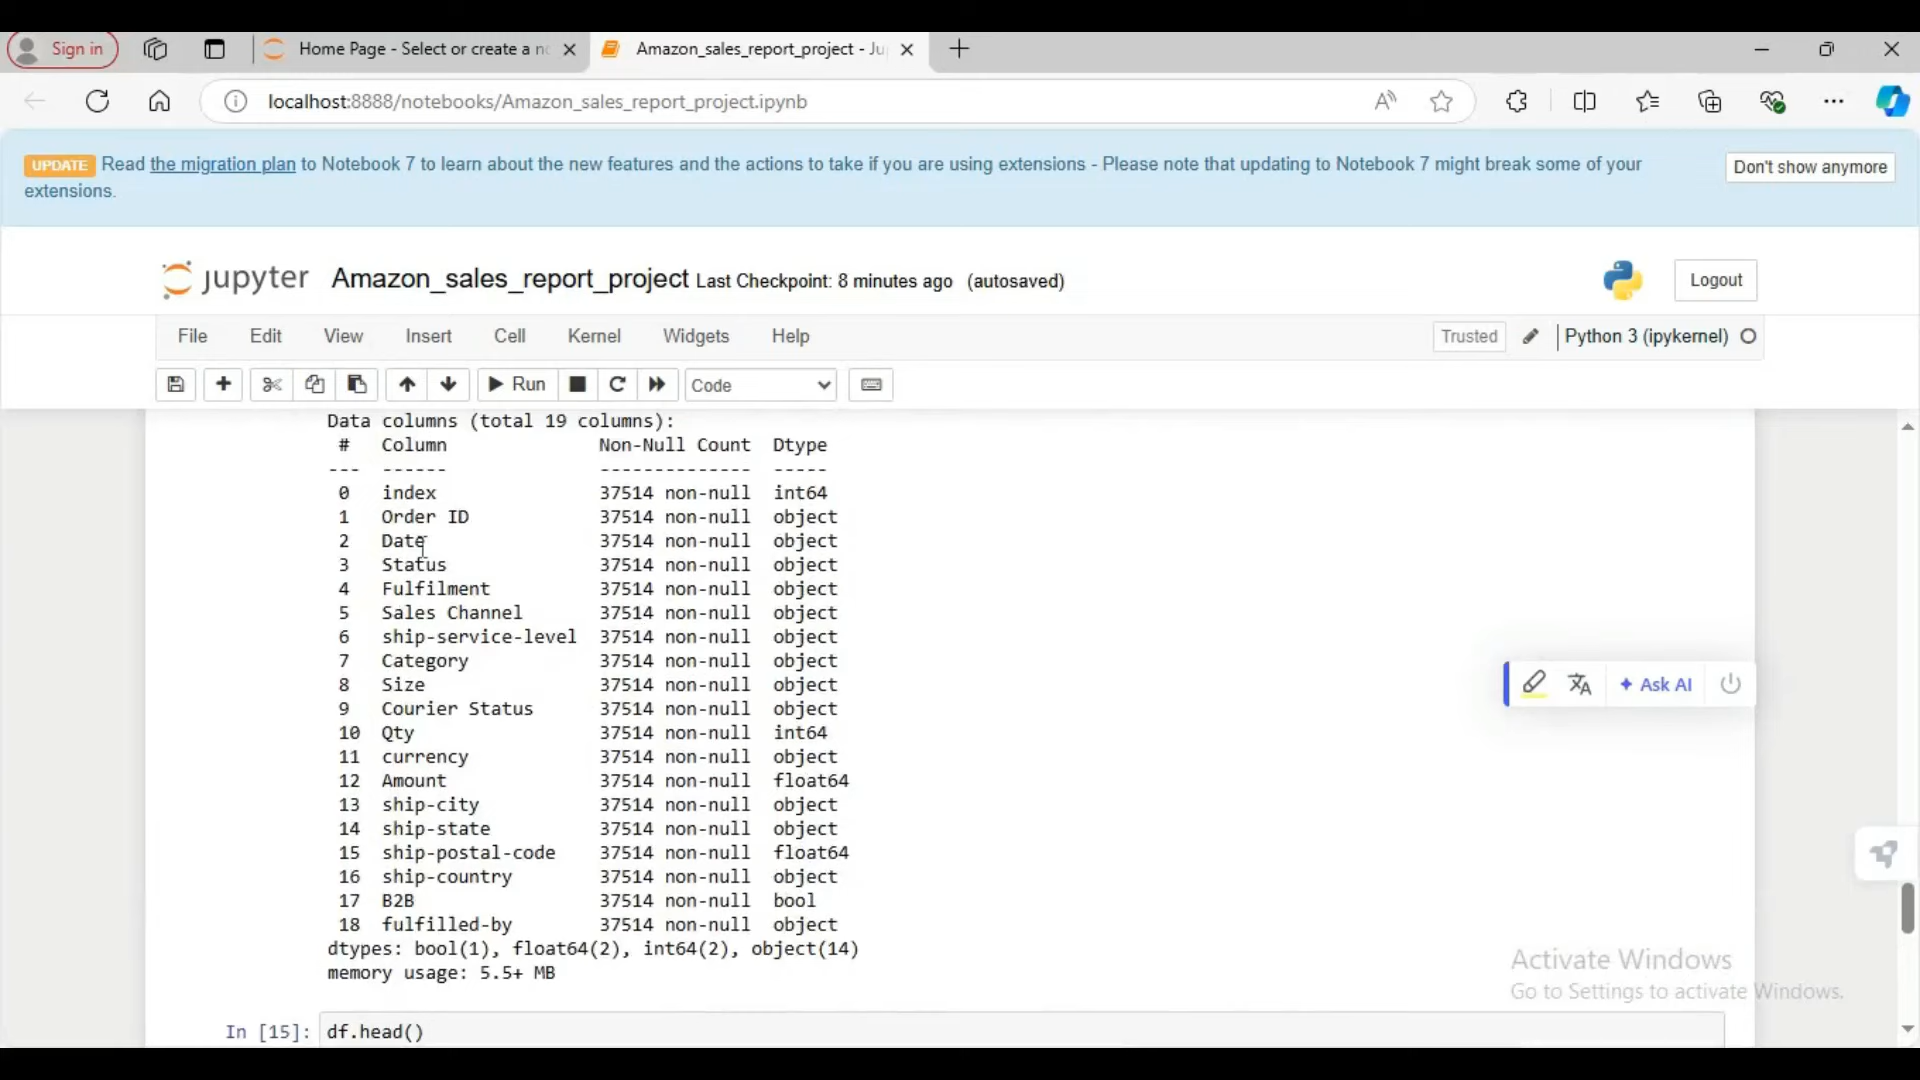 Sign in
Home Page - Select or create a no
Amazon_sales_report_project - Ju
localhost:8888/notebooks/Amazon_sales_report_project.ipynb
UPDATE Read the migration plan to Notebook 7 to learn about the new features and the actions to take if you are using extensions - Please note that updating to Notebook 7 might break some of your
extensions.
Don't show anymore
jupyter Amazon_sales_report_project Last Checkpoint: 8 minutes ago (autosaved)
Logout
File Edit View Insert Cell Kernel Widgets Help
Trusted Python 3 (ipykernel)
Run Code
Data columns (total 19 columns):
# Column Non-Null Count Dtype
--- ------ -------------- -----
0 index 37514 non-null int64
1 Order ID 37514 non-null object
2 Date 37514 non-null object
3 Status 37514 non-null object
4 Fulfilment 37514 non-null object
5 Sales Channel 37514 non-null object
6 ship-service-level 37514 non-null object
7 Category 37514 non-null object
8 Size 37514 non-null object
9 Courier Status 37514 non-null object
10 Qty 37514 non-null int64
11 currency 37514 non-null object
12 Amount 37514 non-null float64
13 ship-city 37514 non-null object
14 ship-state 37514 non-null object
15 ship-postal-code 37514 non-null float64
16 ship-country 37514 non-null object
17 B2B 37514 non-null bool
18 fulfilled-by 37514 non-null object
dtypes: bool(1), float64(2), int64(2), object(14)
memory usage: 5.5+ MB
Ask AI
Activate Windows
Go to Settings to activate Windows.
In [15]: df.head()